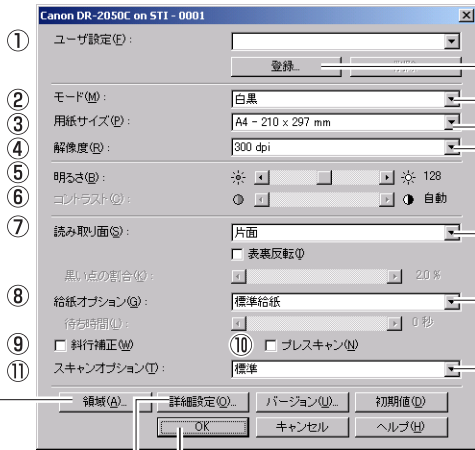 Canon DR-2050C on STI - 0001
① ユーザ設定(F) :
登録... 削除
② モード(M) : 白黒
③ 用紙サイズ(P) : A4 - 210 x 297 mm
④ 解像度(R) : 300 dpi
⑤ 明るさ(B) : 128
⑥ コントラスト(C) : 自動
⑦ 読み取り面(S) : 片面
表裏反転(I)
黒い点の割合(K) : 2.0 %
⑧ 給紙オプション(G) : 標準給紙
待ち時間(L) : 0 秒
⑨ 斜行補正(W) ⑩ プレスキャン(N)
⑪ スキャンオプション(T) : 標準
領域(A)... 詳細設定(O)... バージョン(U)... 初期値(D)
OK キャンセル ヘルプ(H)